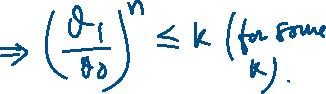 ⇒ (θ₁/θ₀)ⁿ ≤ k (for some
k).